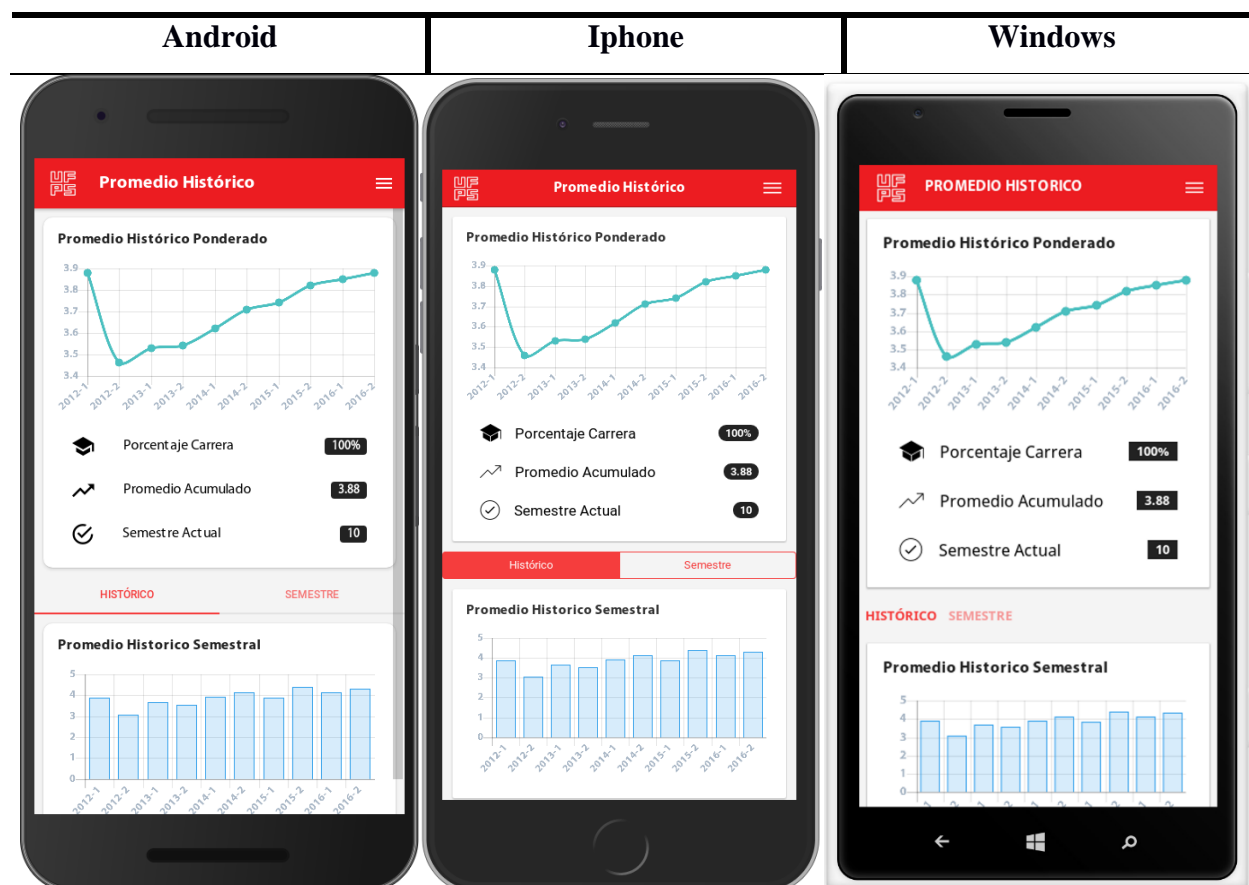 Android Iphone Windows
UFPS Promedio Histórico
Promedio Histórico Ponderado
3.9
3.8
3.7
3.6
3.5
3.4
2012-1 2012-2 2013-1 2013-2 2014-1 2014-2 2015-1 2015-2 2016-1 2016-2
Porcentaje Carrera 100%
Promedio Acumulado 3.88
Semestre Actual 10
HISTÓRICO SEMESTRE
Promedio Historico Semestral
5
4
3
2
1
0
2012-1 2012-2 2013-1 2013-2 2014-1 2014-2 2015-1 2015-2 2016-1 2016-2
UFPS Promedio Histórico
Promedio Histórico Ponderado
3.9
3.8
3.7
3.6
3.5
3.4
2012-1 2012-2 2013-1 2013-2 2014-1 2014-2 2015-1 2015-2 2016-1 2016-2
Porcentaje Carrera 100%
Promedio Acumulado 3.88
Semestre Actual 10
Histórico Semestre
Promedio Historico Semestral
5
4
3
2
1
0
2012-1 2012-2 2013-1 2013-2 2014-1 2014-2 2015-1 2015-2 2016-1 2016-2
UFPS PROMEDIO HISTORICO
Promedio Histórico Ponderado
3.9
3.8
3.7
3.6
3.5
3.4
2012-1 2012-2 2013-1 2013-2 2014-1 2014-2 2015-1 2015-2 2016-1 2016-2
Porcentaje Carrera 100%
Promedio Acumulado 3.88
Semestre Actual 10
HISTÓRICO SEMESTRE
Promedio Historico Semestral
5
4
3
2
1
0